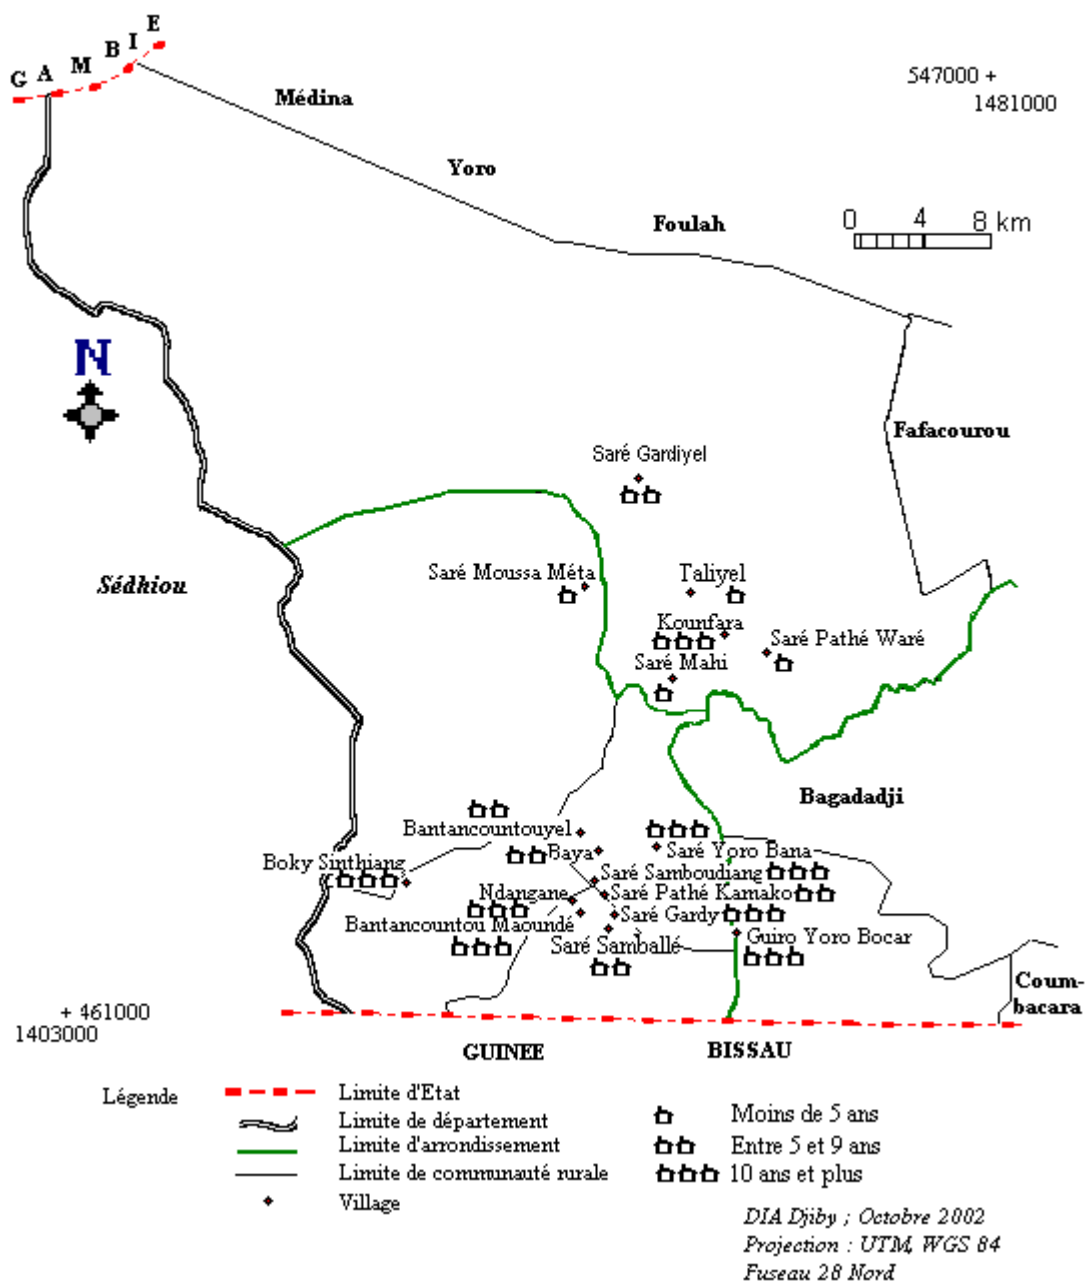 G A M B I E
547000 +
1481000
Médina
Yoro
Foulah
0 4 8 km
N
Fafacourou
Saré Gardiyel
Sédhiou
Saré Moussa Méta
Taliyel
Kounfara
Saré Pathé Waré
Saré Mahi
Bagadadji
Bantancountouyel
Baya
Saré Yoro Bana
Boky Sinthiang
Saré Samboudiang
Ndangane
Saré Pathé Kamako
Bantancountou Maoundé
Saré Gardy
Saré Samballé
Guiro Yoro Bocar
Coum-
bacara
+ 461000
1403000
GUINEE BISSAU
Légende
Limite d'Etat
Limite de département
Limite d'arrondissement
Limite de communauté rurale
Village
Moins de 5 ans
Entre 5 et 9 ans
10 ans et plus
DIA Djiby ; Octobre 2002
Projection : UTM, WGS 84
Fuseau 28 Nord